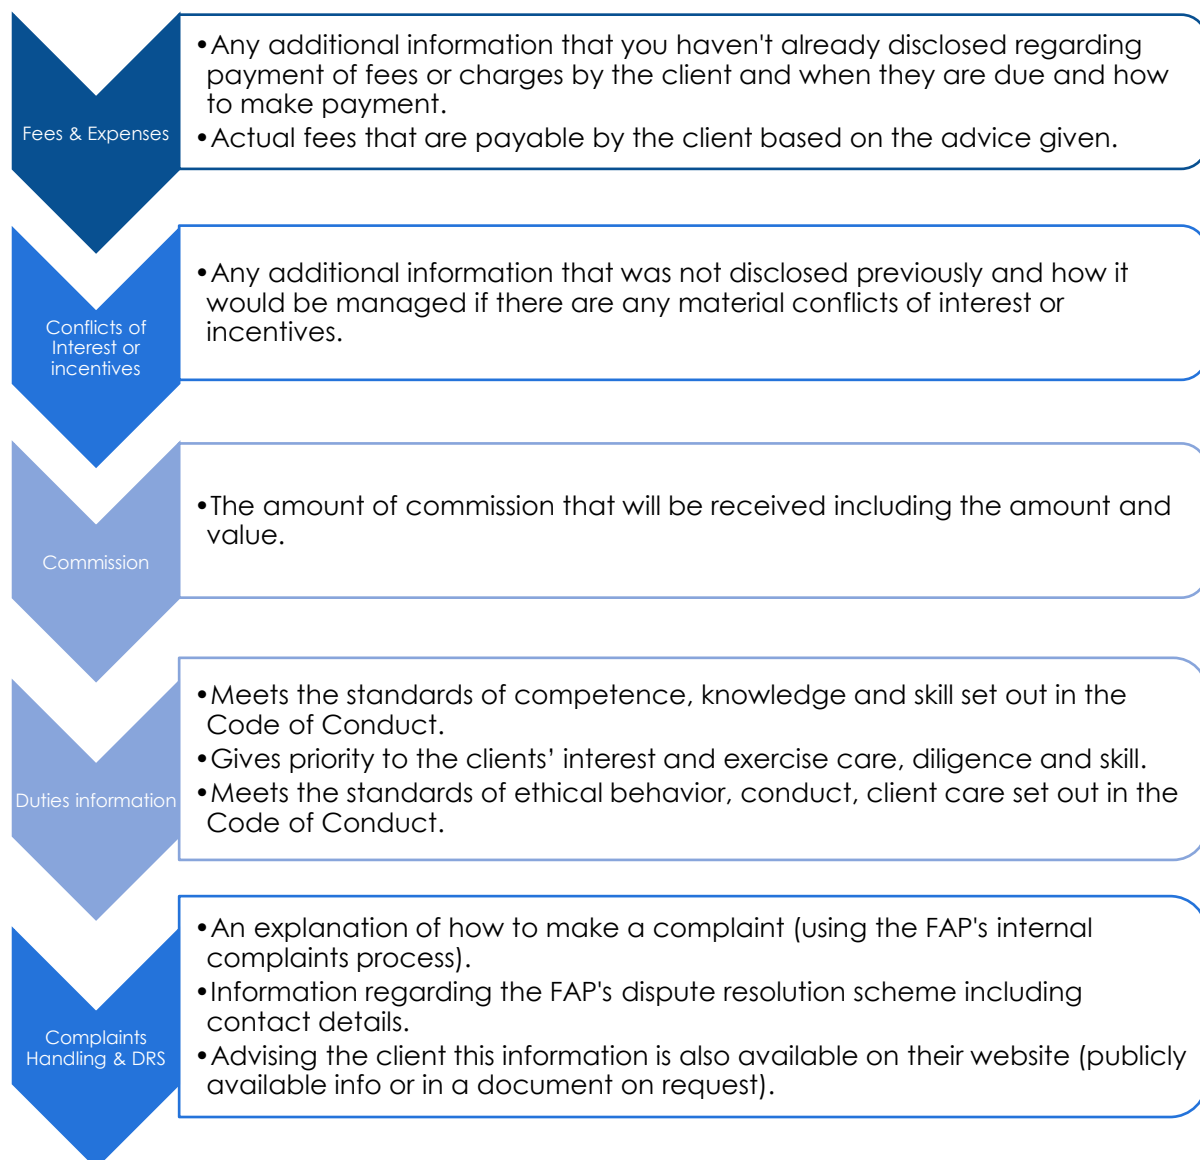 Fees & Expenses
•Any additional information that you haven't already disclosed regarding
payment of fees or charges by the client and when they are due and how
to make payment.
•Actual fees that are payable by the client based on the advice given.
Conflicts of
Interest or
incentives
•Any additional information that was not disclosed previously and how it
would be managed if there are any material conflicts of interest or
incentives.
Commission
•The amount of commission that will be received including the amount and
value.
Duties information
•Meets the standards of competence, knowledge and skill set out in the
Code of Conduct.
•Gives priority to the clients’ interest and exercise care, diligence and skill.
•Meets the standards of ethical behavior, conduct, client care set out in the
Code of Conduct.
Complaints
Handling & DRS
•An explanation of how to make a complaint (using the FAP's internal
complaints process).
•Information regarding the FAP's dispute resolution scheme including
contact details.
•Advising the client this information is also available on their website (publicly
available info or in a document on request).